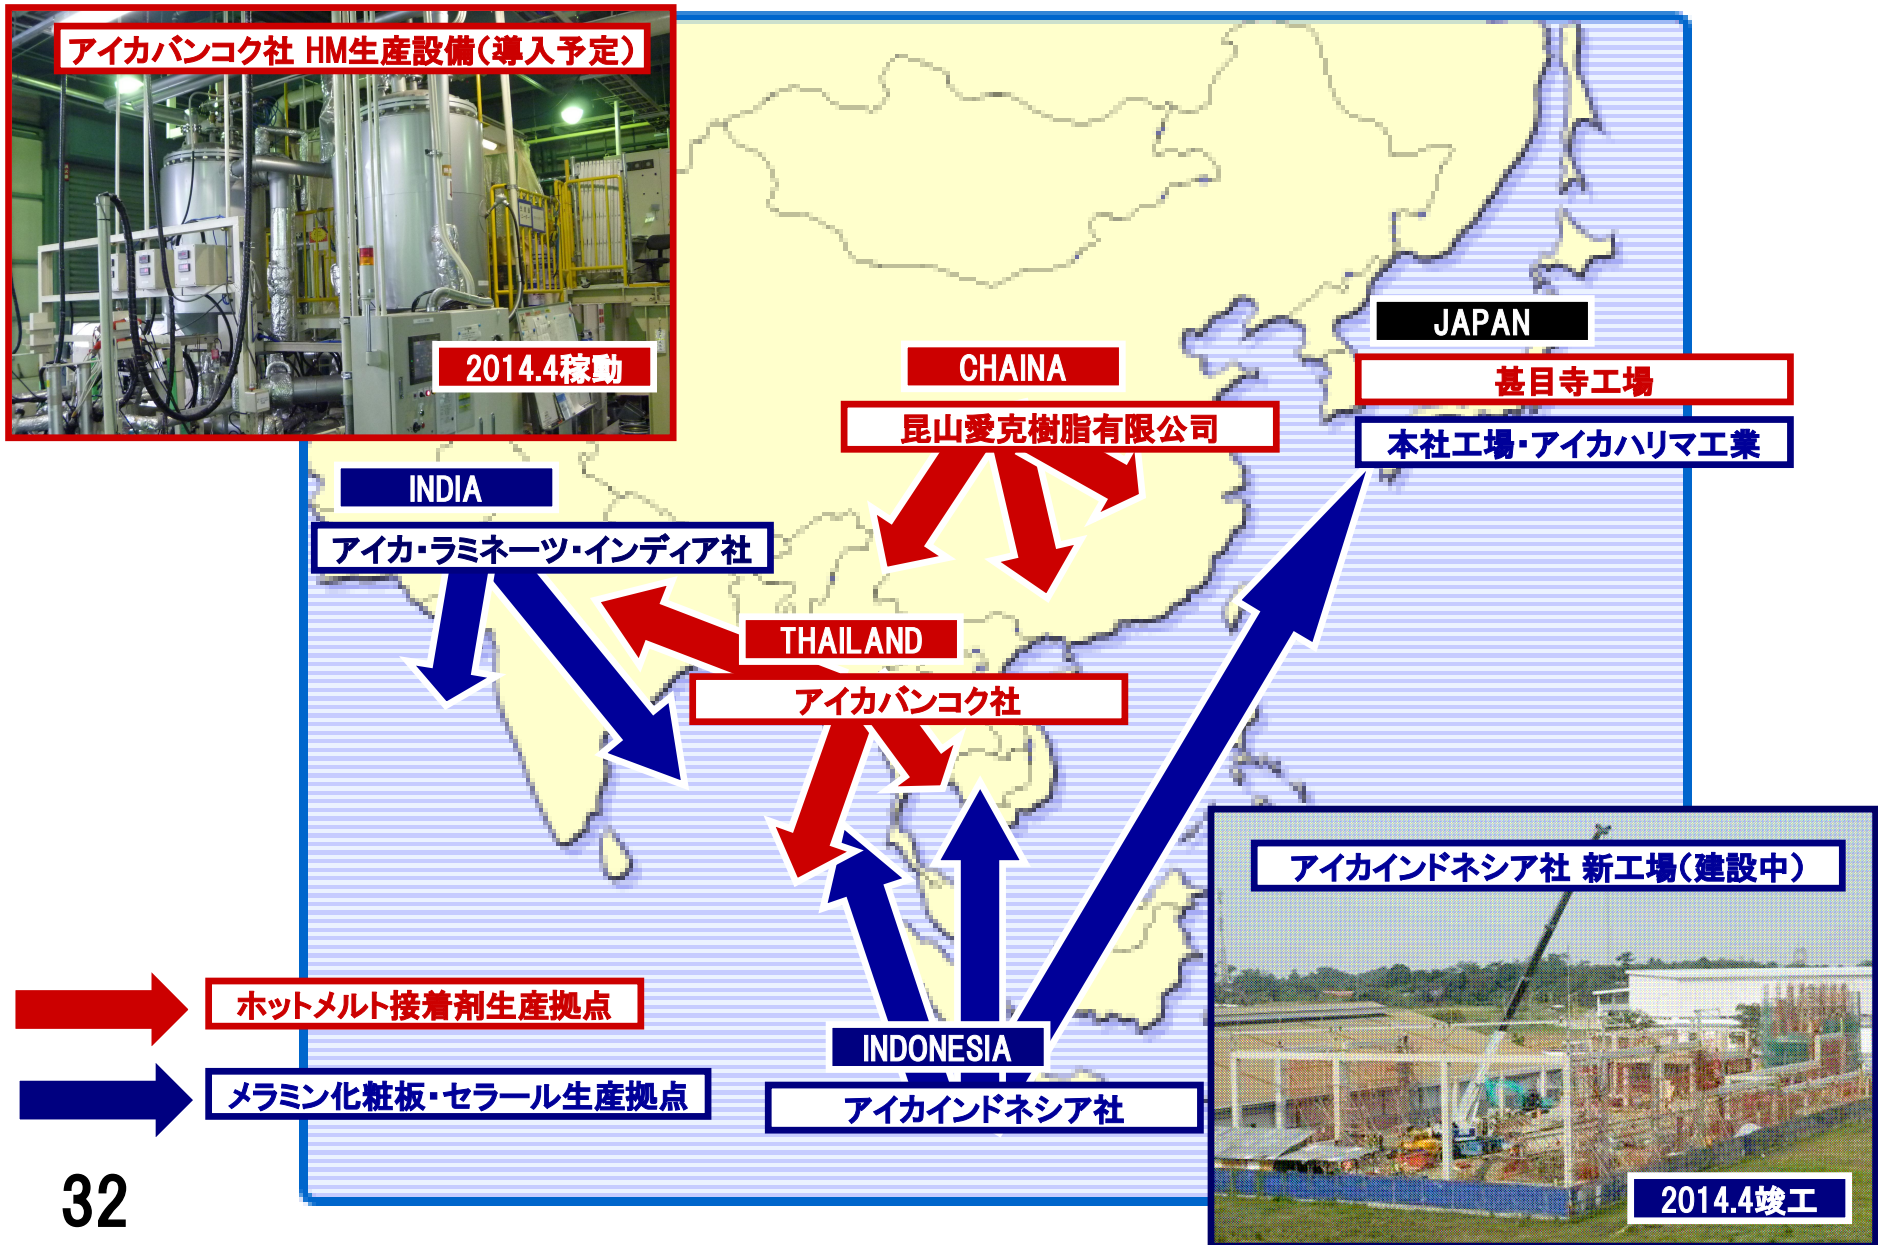 アイカバンコク社 HM生産設備(導入予定)
2014.4稼動
CHAINA
昆山愛克樹脂有限公司
JAPAN
甚目寺工場
本社工場・アイカハリマ工業
INDIA
アイカ・ラミネーツ・インディア社
THAILAND
アイカバンコク社
アイカインドネシア社 新工場(建設中)
2014.4竣工
INDONESIA
アイカインドネシア社
ホットメルト接着剤生産拠点
メラミン化粧板・セラール生産拠点
32